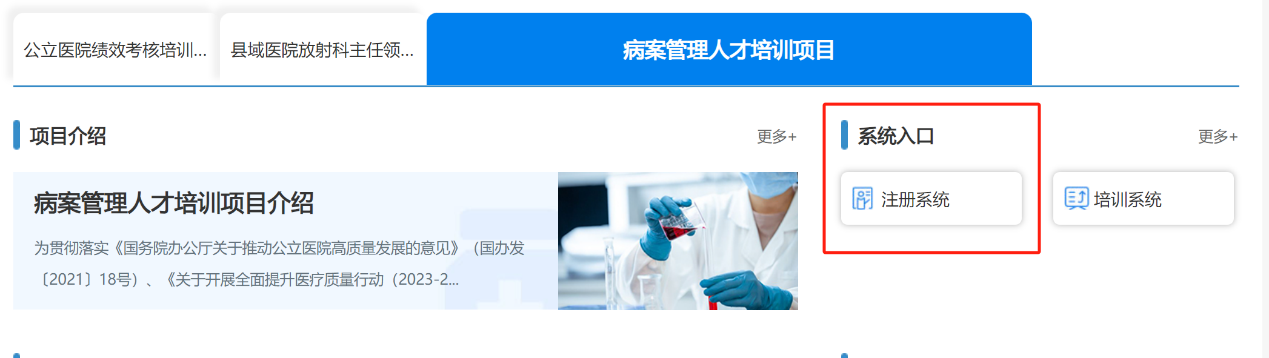 公立医院绩效考核培训...
县域医院放射科主任领...
病案管理人才培训项目
项目介绍
更多+
病案管理人才培训项目介绍
为贯彻落实《国务院办公厅关于推动公立医院高质量发展的意见》（国办发
〔2021〕18号）、《关于开展全面提升医疗质量行动（2023-2...
系统入口
更多+
注册系统
培训系统